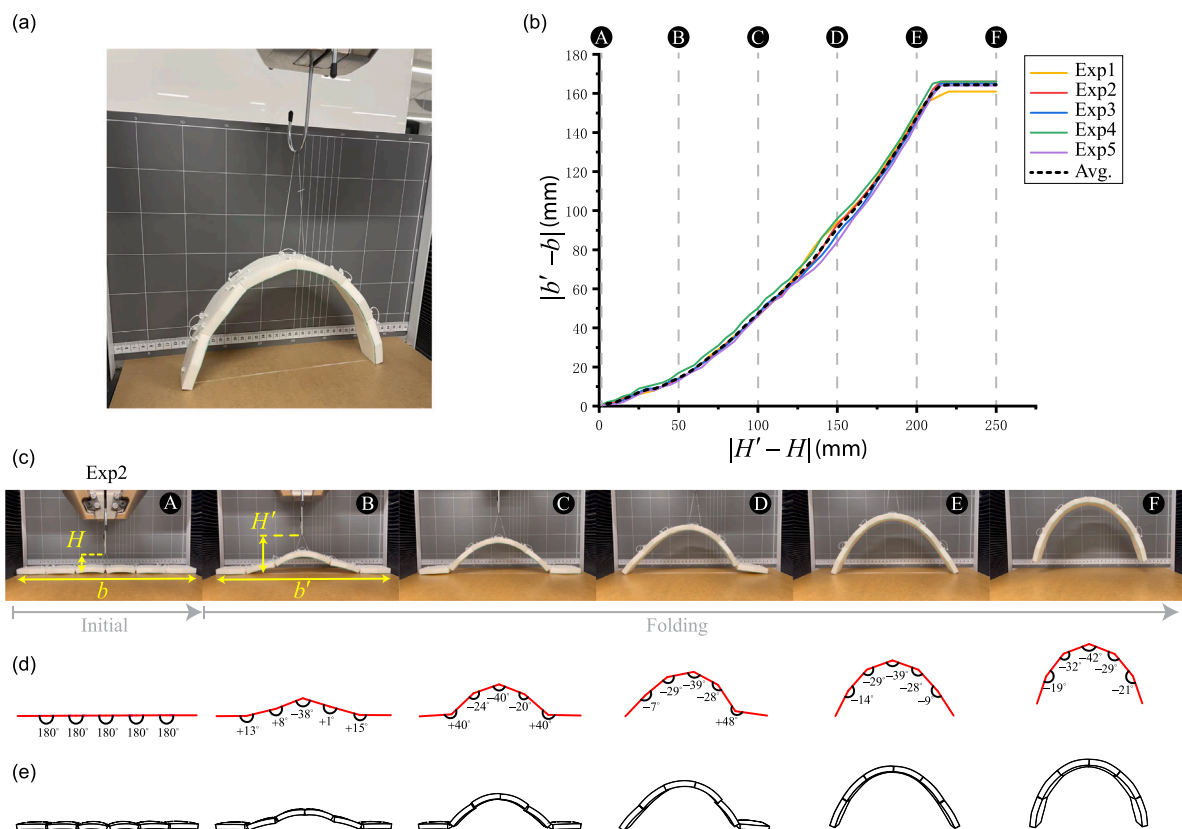 (a)
(b)
A B C D E F
180
160
140
120
100
80
60
40
20
0
|b′ −b| (mm)
0 50 100 150 200 250
|H′ −H| (mm)
Exp1
Exp2
Exp3
Exp4
Exp5
Avg.
(c)
Exp2
A B C D E F
H
H′
b
b′
Initial
Folding
(d)
180° 180° 180° 180° 180°
+13° +8° −38° +1° +15°
+40° −24° −40° −20° +40°
−7° −29° −39° −28° +48°
−14° −29° −39° −28° −9°
−19° −32° −42° −29° −21°
(e)